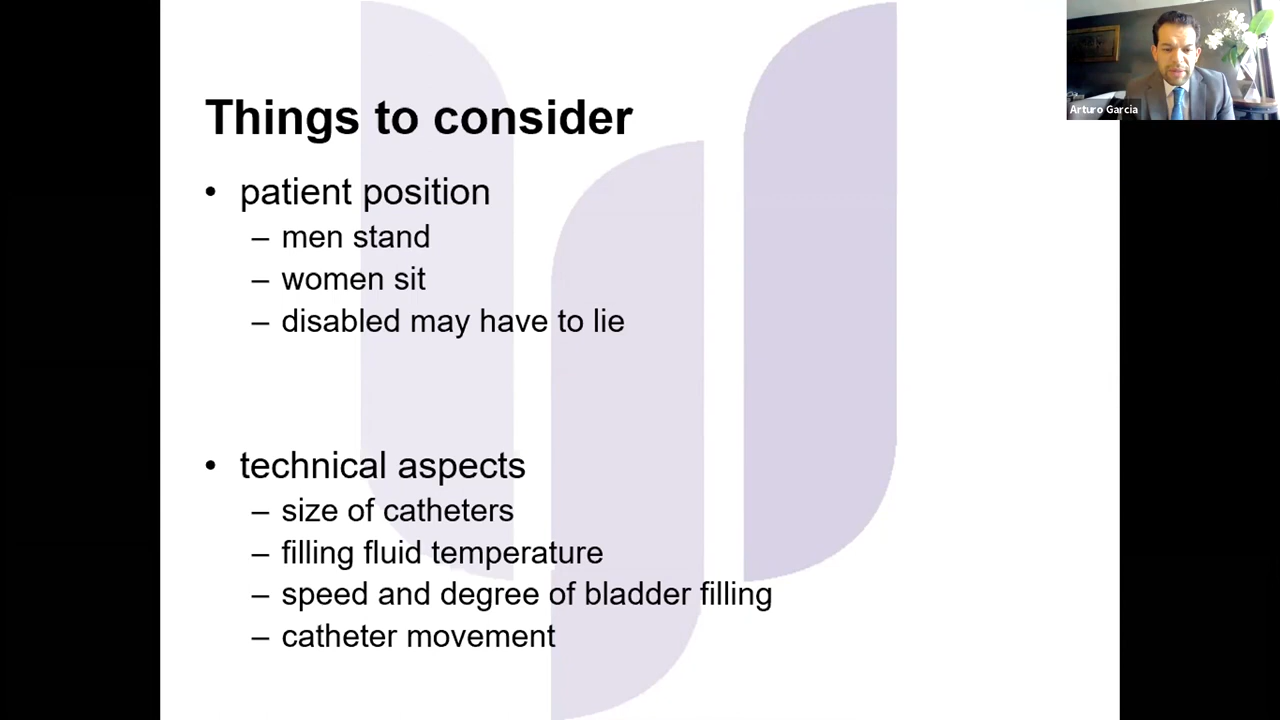 Things to consider
• patient position
– men stand
– women sit
– disabled may have to lie
• technical aspects
– size of catheters
– filling fluid temperature
– speed and degree of bladder filling
– catheter movement
Arturo Garcia